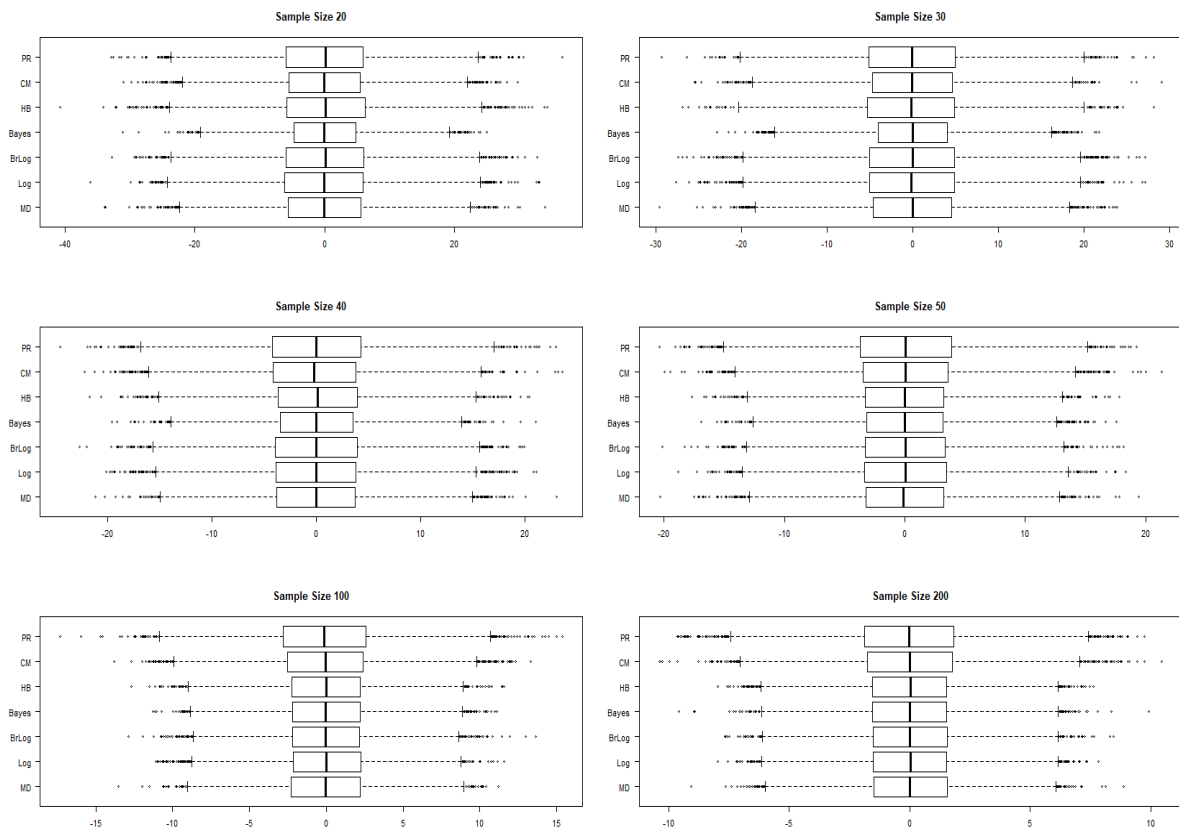 Sample Size 20
PR
CM
HB
Bayes
BrLog
Log
MD
-40 -20 0 20
Sample Size 30
PR
CM
HB
Bayes
BrLog
Log
MD
-30 -20 -10 0 10 20 30
Sample Size 40
PR
CM
HB
Bayes
BrLog
Log
MD
-20 -10 0 10 20
Sample Size 50
PR
CM
HB
Bayes
BrLog
Log
MD
-20 -10 0 10 20
Sample Size 100
PR
CM
HB
Bayes
BrLog
Log
MD
-15 -10 -5 0 5 10 15
Sample Size 200
PR
CM
HB
Bayes
BrLog
Log
MD
-10 -5 0 5 10